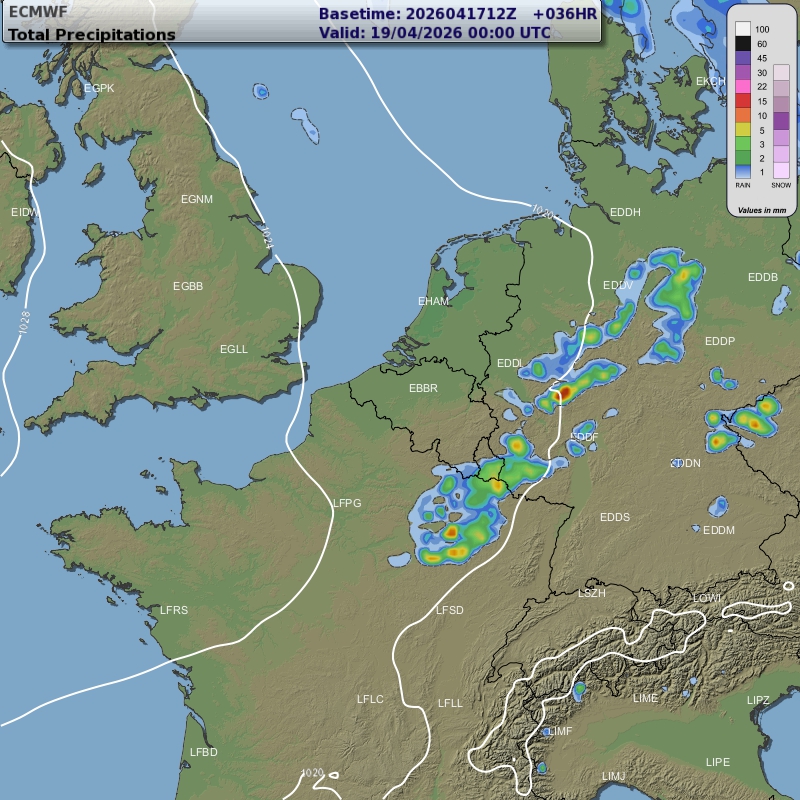 ECMWF
Basetime: 2026041712Z +036HR
Total Precipitations
Valid: 19/04/2026 00:00 UTC
100
60
45
30
22
15
10
5
3
2
1
RAIN
SNOW
Values in mm
EGPK
EKCH
EIDW
EGNM
EDDH
1020
1024
EGBB
EDDV
EDDB
EHAM
1028
EGLL
EDDP
EDDL
EBBR
EDDF
EDDN
LFPG
EDDS
EDDM
LSZH
LOWI
LFRS
LFSD
LFLC
LFLL
LIME
LIPZ
LIMF
LFBD
LIPE
1020
LIMJ